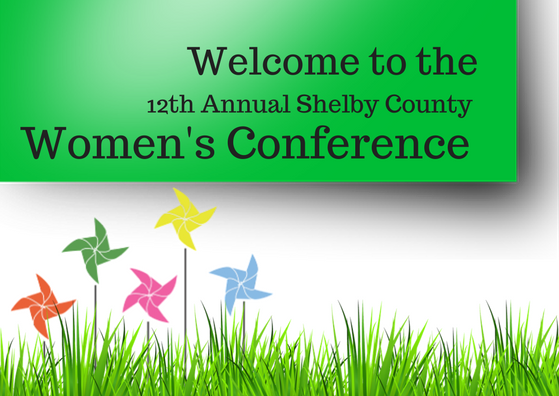 Welcome to the
12th Annual Shelby County
Women's Conference